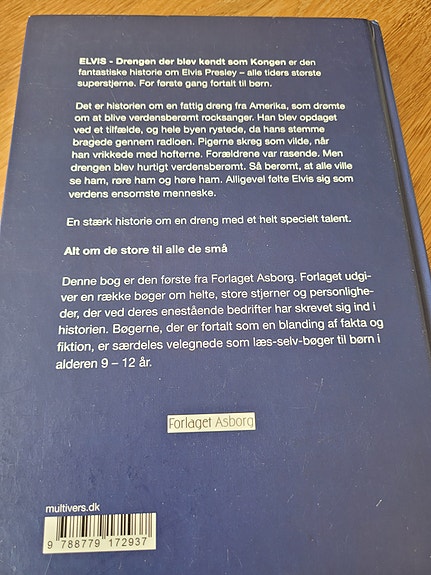 ELVIS - Drengen der blev kendt som Kongen er den
fantastiske historie om Elvis Presley – alle tiders største
superstjerne. For første gang fortalt til børn.
Det er historien om en fattig dreng fra Amerika, som drømte
om at blive verdensberømt rocksanger. Han blev opdaget
ved et tilfælde, og hele byen rystede, da hans stemme
bragede gennem radioen. Pigerne skreg som vilde, når
han vrikkede med hofterne. Forældrene var rasende. Men
drengen blev hurtigt verdensberømt. Så berømt, at alle ville
se ham, røre ham og høre ham. Alligevel følte Elvis sig som
verdens ensomste menneske.
En stærk historie om en dreng med et helt specielt talent.
Alt om de store til alle de små
Denne bog er den første fra Forlaget Asborg. Forlaget udgi-
ver en række bøger om helte, store stjerner og personlighe-
der, der ved deres enestående bedrifter har skrevet sig ind i
historien. Bøgerne, der er fortalt som en blanding af fakta og
fiktion, er særdeles velegnede som læs-selv-bøger til børn i
alderen 9 – 12 år.
Forlaget Asborg
multivers.dk
9 788779 172937